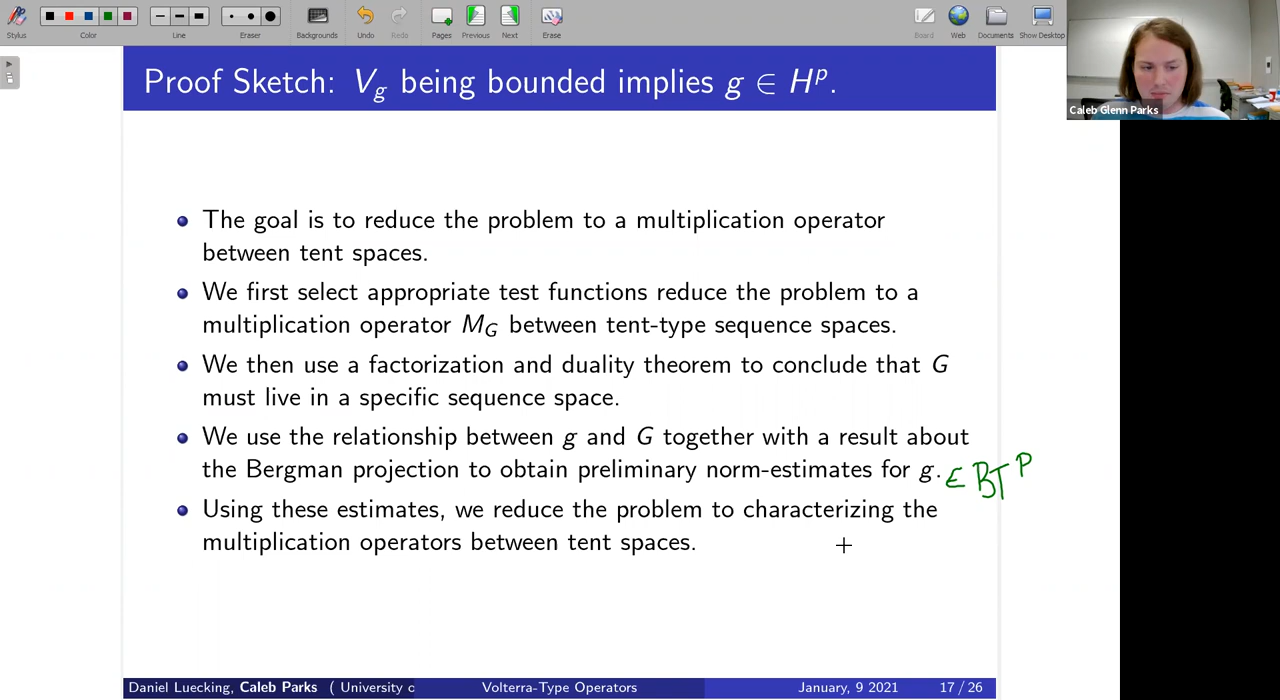 Stylus
Color
Line
Eraser
Backgrounds
Undo
Redo
Pages
Previous
Next
Erase
Board
Web
Documents
Show Desktop
Caleb Glenn Parks
Proof Sketch: V_g being bounded implies g ∈ H^p.
The goal is to reduce the problem to a multiplication operator
between tent spaces.
We first select appropriate test functions reduce the problem to a
multiplication operator M_G between tent-type sequence spaces.
We then use a factorization and duality theorem to conclude that G
must live in a specific sequence space.
We use the relationship between g and G together with a result about
the Bergman projection to obtain preliminary norm-estimates for g. ∈ BT^P
Using these estimates, we reduce the problem to characterizing the
multiplication operators between tent spaces.
Daniel Luecking, Caleb Parks ( University o
Volterra-Type Operators
January, 9 2021
17 / 26